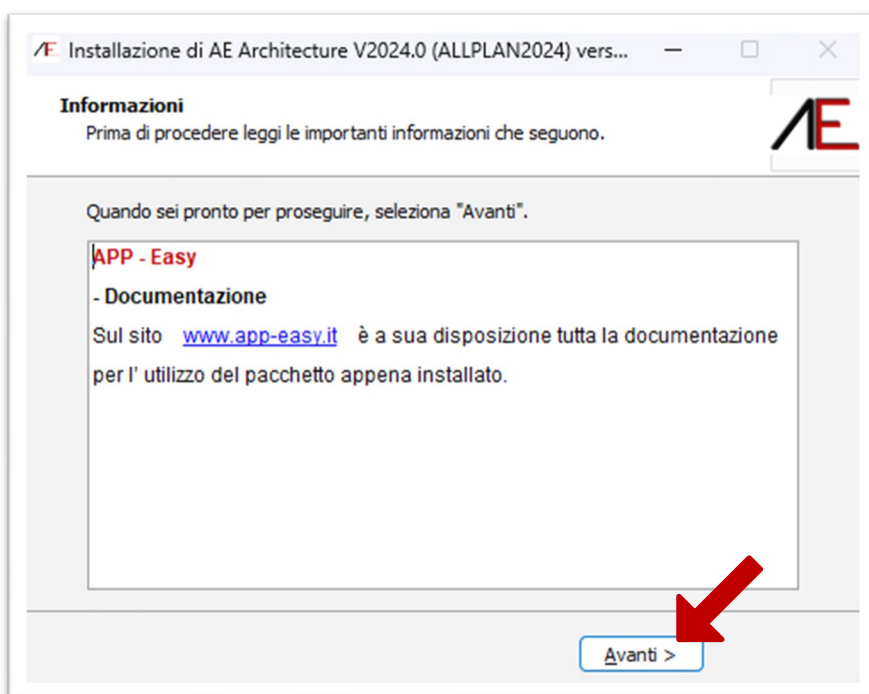 AE Installazione di AE Architecture V2024.0 (ALLPLAN2024) vers...
Informazioni
Prima di procedere leggi le importanti informazioni che seguono.
AE
Quando sei pronto per proseguire, seleziona "Avanti".
APP - Easy
- Documentazione
Sul sito www.app-easy.it è a sua disposizione tutta la documentazione
per l' utilizzo del pacchetto appena installato.
Avanti >